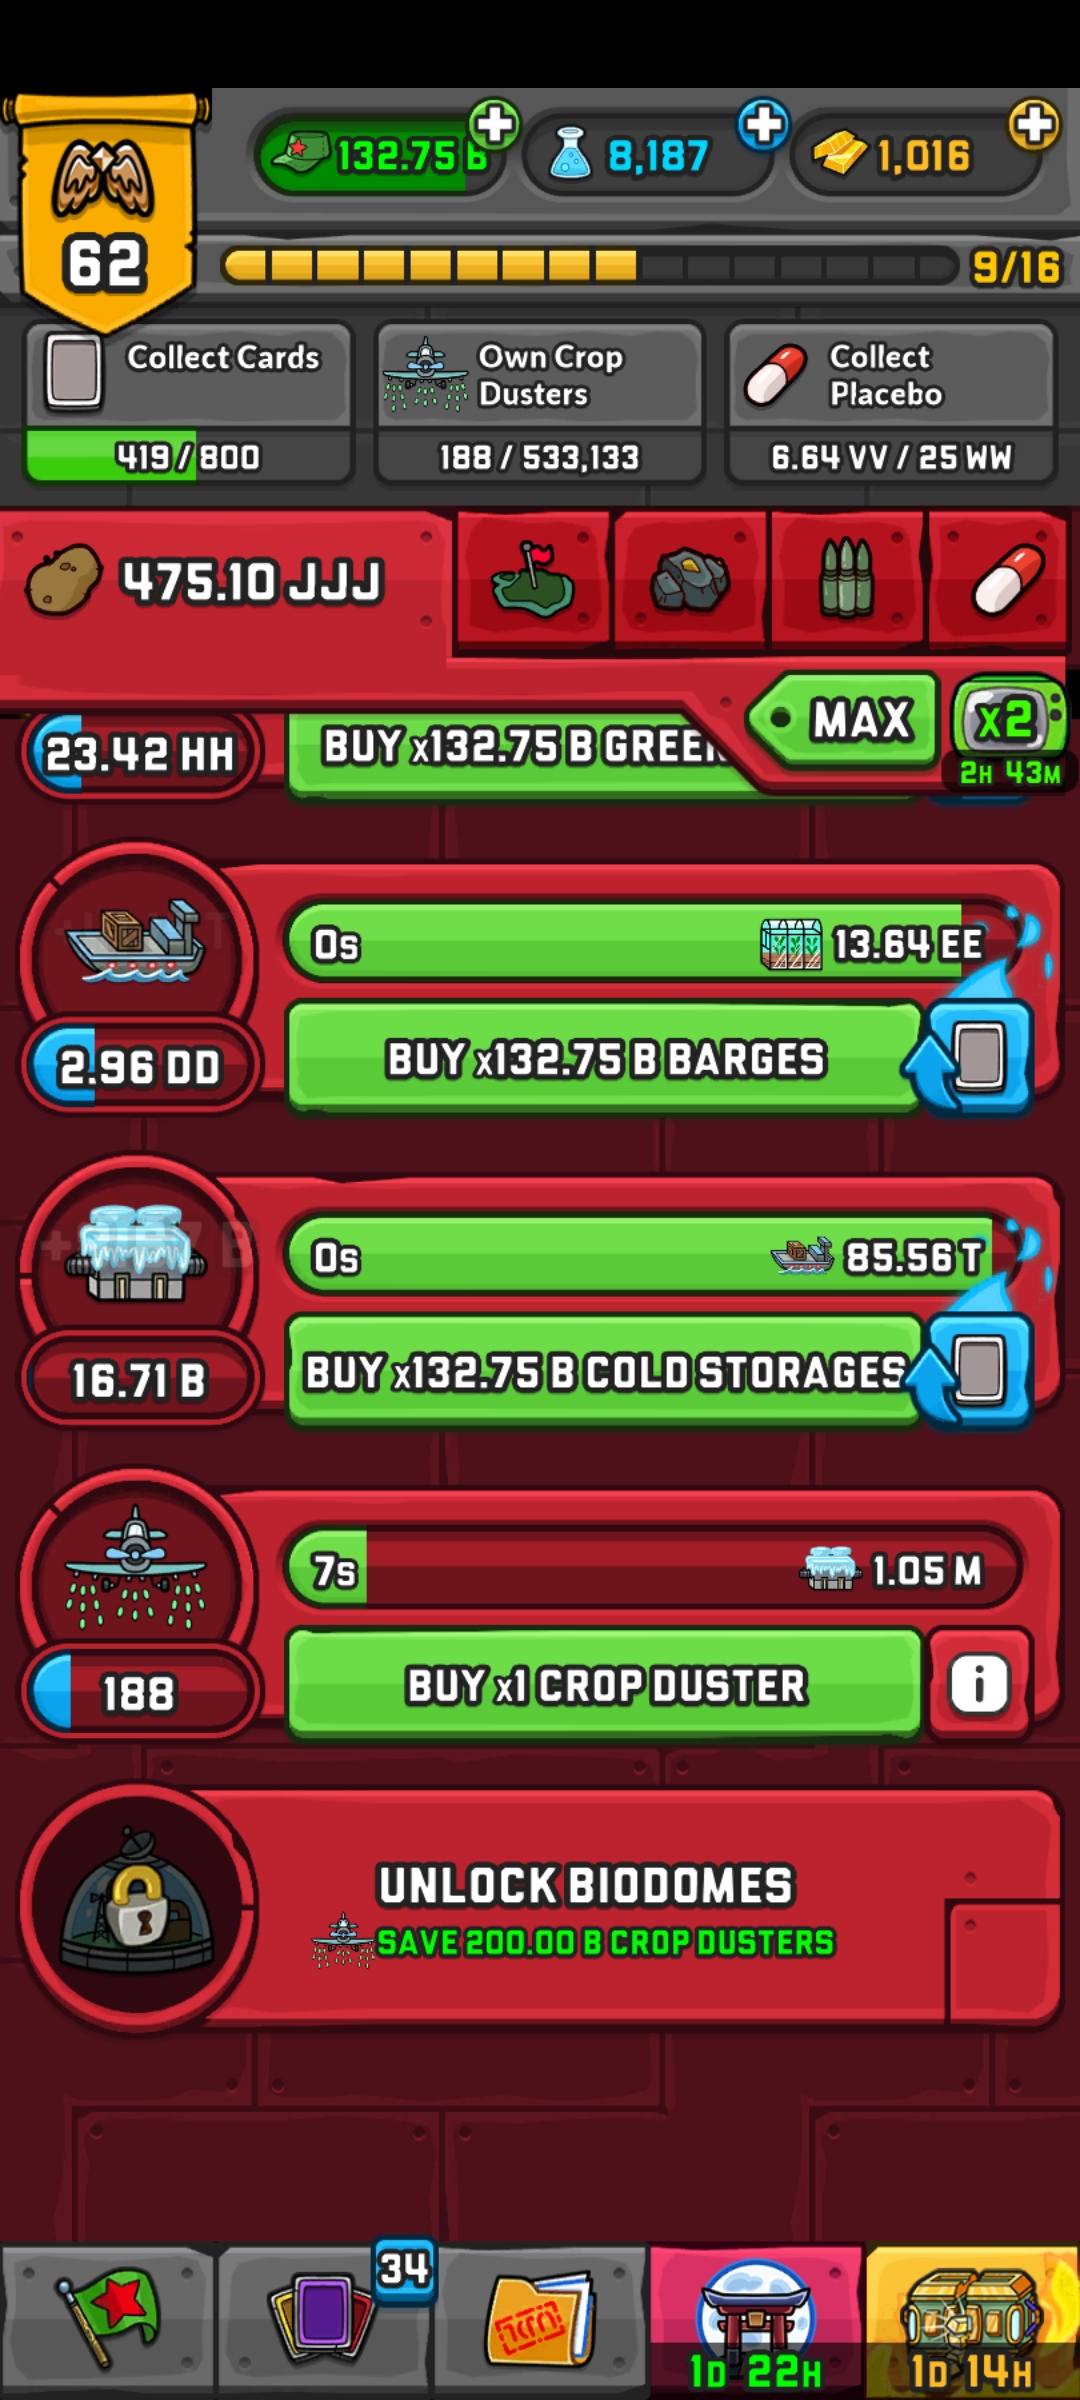 132.75 B
8,187
1,016
62
9/16
Collect Cards
419 / 800
Own Crop
Dusters
188 / 533,133
Collect
Placebo
6.64 VV / 25 WW
475.10 JJJ
MAX
x2
2H 43M
23.42 HH
BUY x132.75 B
0s
13.64 EE
2.96 DD
BUY x132.75 B BARGES
0s
85.56 T
16.71 B
BUY x132.75 B COLD STORAGES
7s
1.05 M
188
BUY x1 CROP DUSTER
i
UNLOCK BIODOMES
SAVE 200.00 B CROP DUSTERS
34
1D 22H
1D 14H